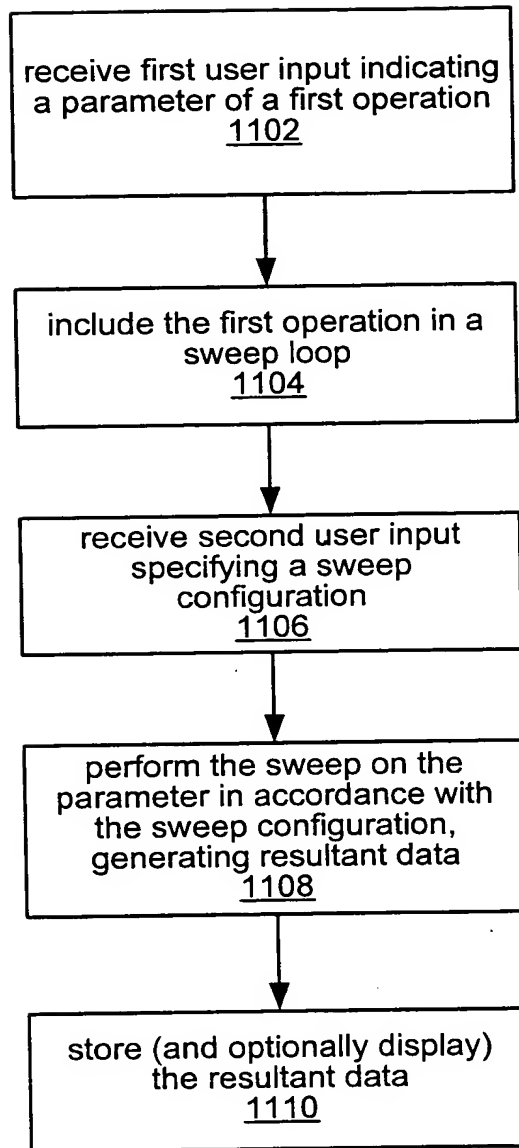 receive first user input indicating
a parameter of a first operation
1102
include the first operation in a
sweep loop
1104
receive second user input
specifying a sweep
configuration
1106
perform the sweep on the
parameter in accordance with
the sweep configuration,
generating resultant data
1108
store (and optionally display)
the resultant data
1110